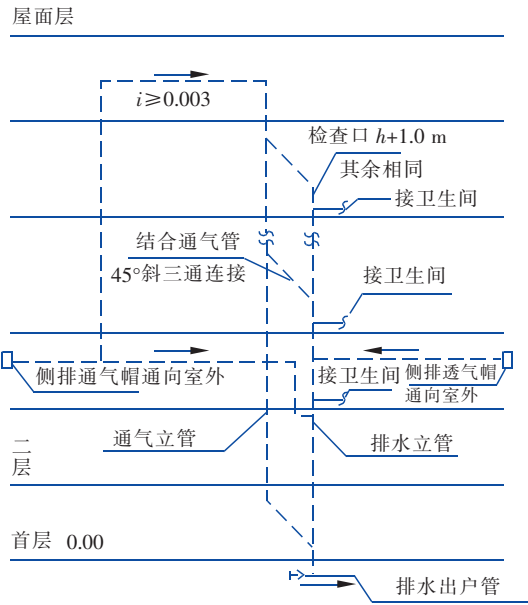 屋面层
i≥0.003
检查口 h+1.0 m
其余相同
接卫生间
结合通气管
45°斜三通连接
接卫生间
侧排通气帽通向室外
接卫生间
侧排透气帽
通向室外
通气立管
排水立管
二
层
首层 0.00
排水出户管